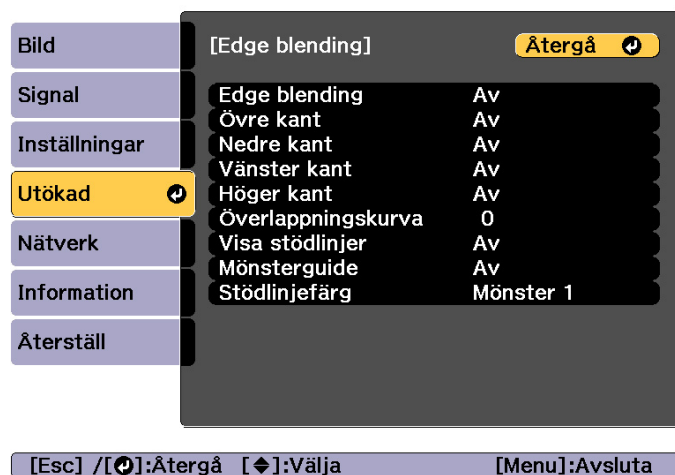 Bild
Signal
Inställningar
Utökad
Nätverk
Information
Återställ
[Edge blending] Återgå
Edge blending Av
Övre kant Av
Nedre kant Av
Vänster kant Av
Höger kant Av
Överlappningskurva 0
Visa stödlinjer Av
Mönsterguide Av
Stödlinjefärg Mönster 1
[Esc] /[⏎]:Återgå [◆]:Välja [Menu]:Avsluta